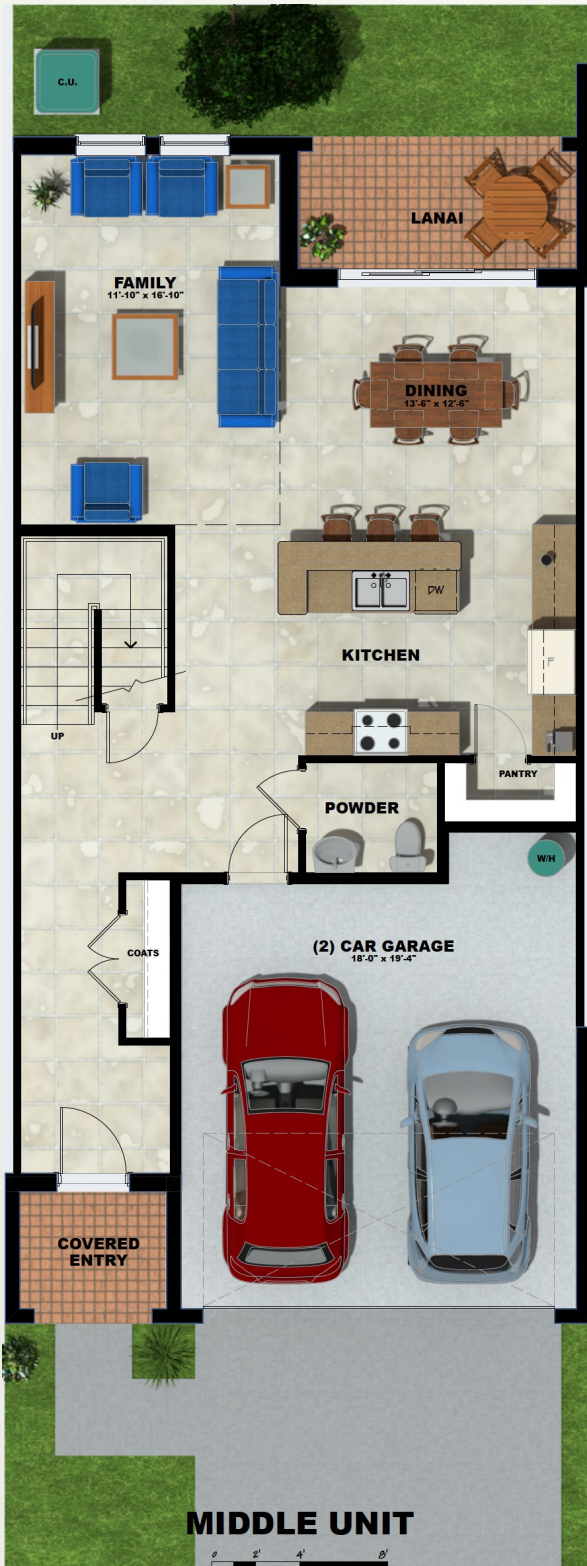 C.U.
LANAI
FAMILY
11'-10" x 16'-10"
DINING
13'-6" x 12'-6"
DW
KITCHEN
F
UP
PANTRY
POWDER
W/H
COATS
(2) CAR GARAGE
18'-0" x 19'-4"
COVERED
ENTRY
MIDDLE UNIT
0 2' 4' 8'